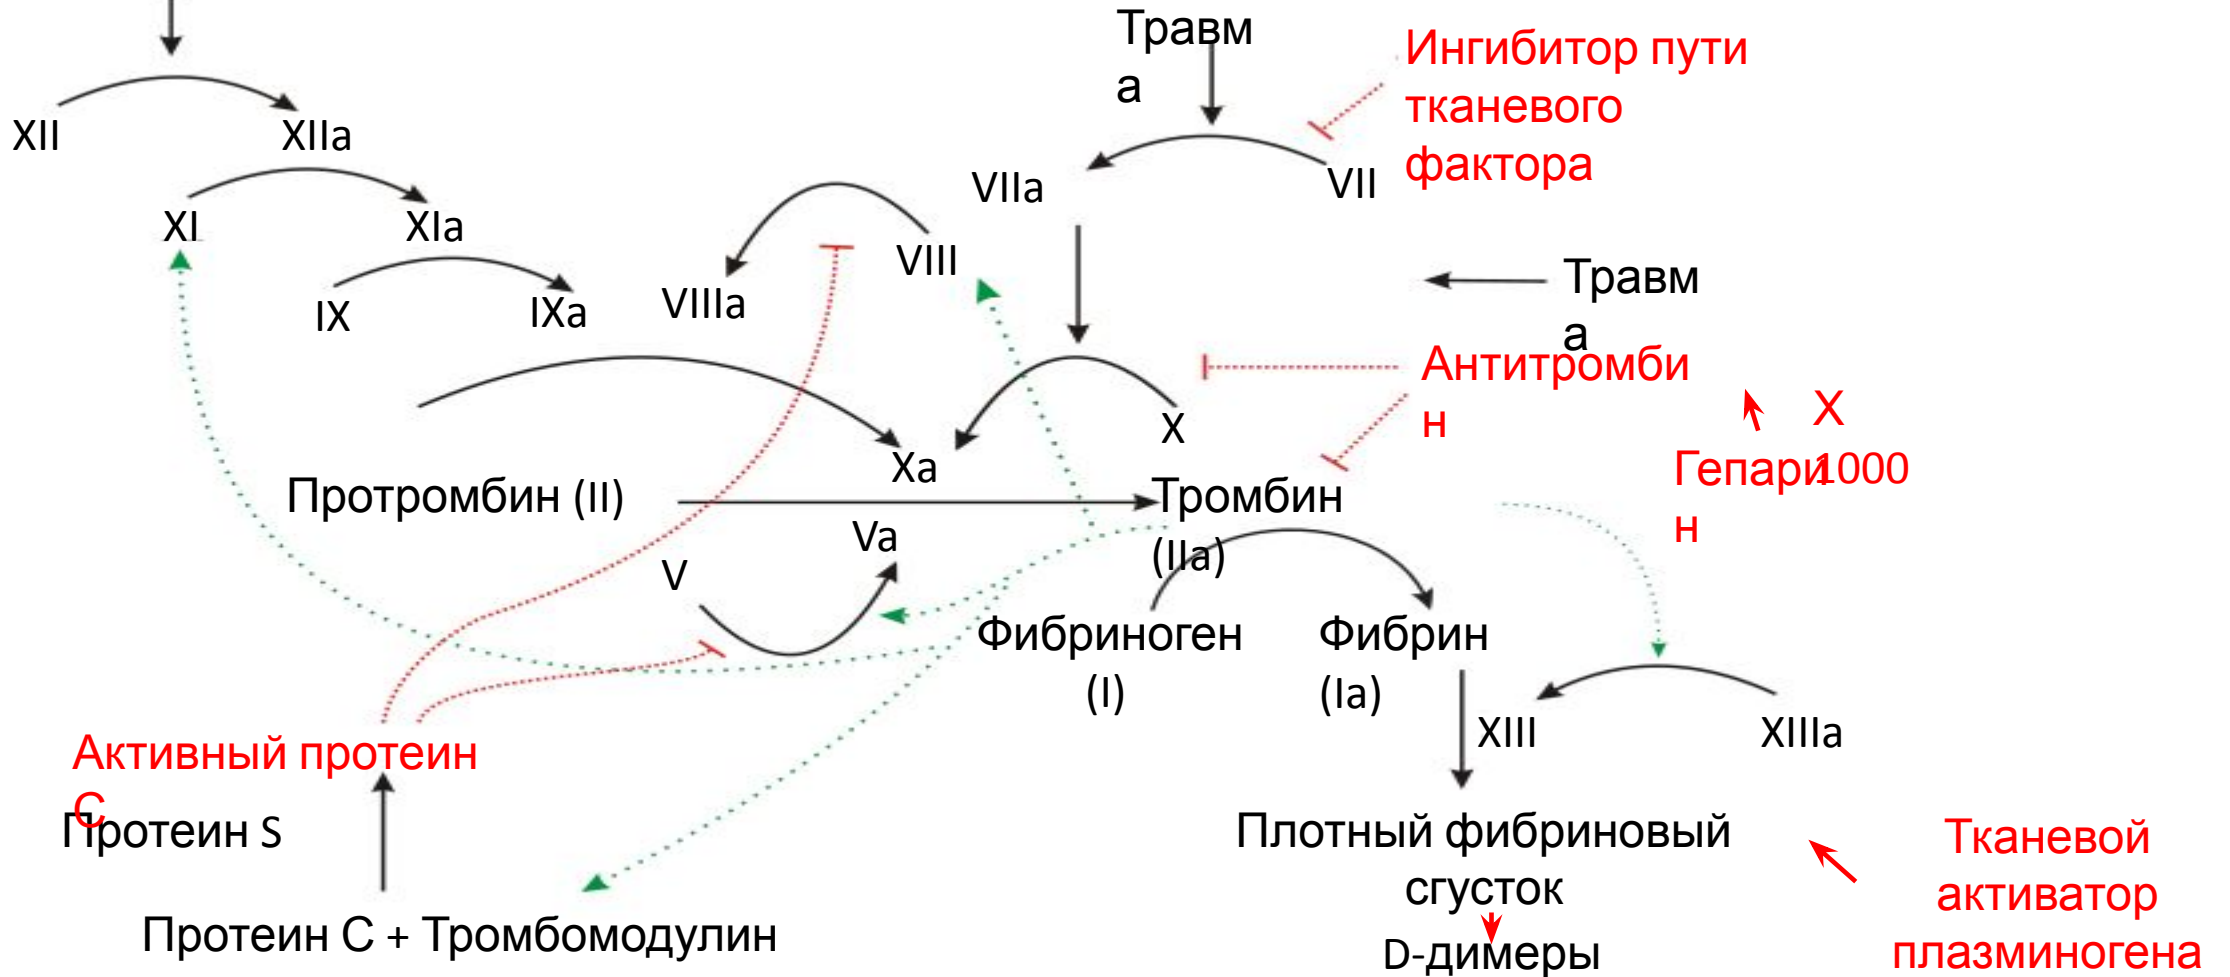 Травм
а
Ингибитор пути
тканевого
фактора
XII
XIIa
VIIa
VII
XI
XIa
VIII
IX
IXa
VIIIa
Травм
а
Антитромби
н
X
1000
Гепари
н
X
Xa
Протромбин (II)
Тромбин
(IIa)
Va
V
Фибриноген
(I)
Фибрин
(Ia)
XIII
XIIIa
Активный протеин
С
Протеин S
Протеин С + Тромбомодулин
Плотный фибриновый
сгусток
D-димеры
Тканевой
активатор
плазминогена